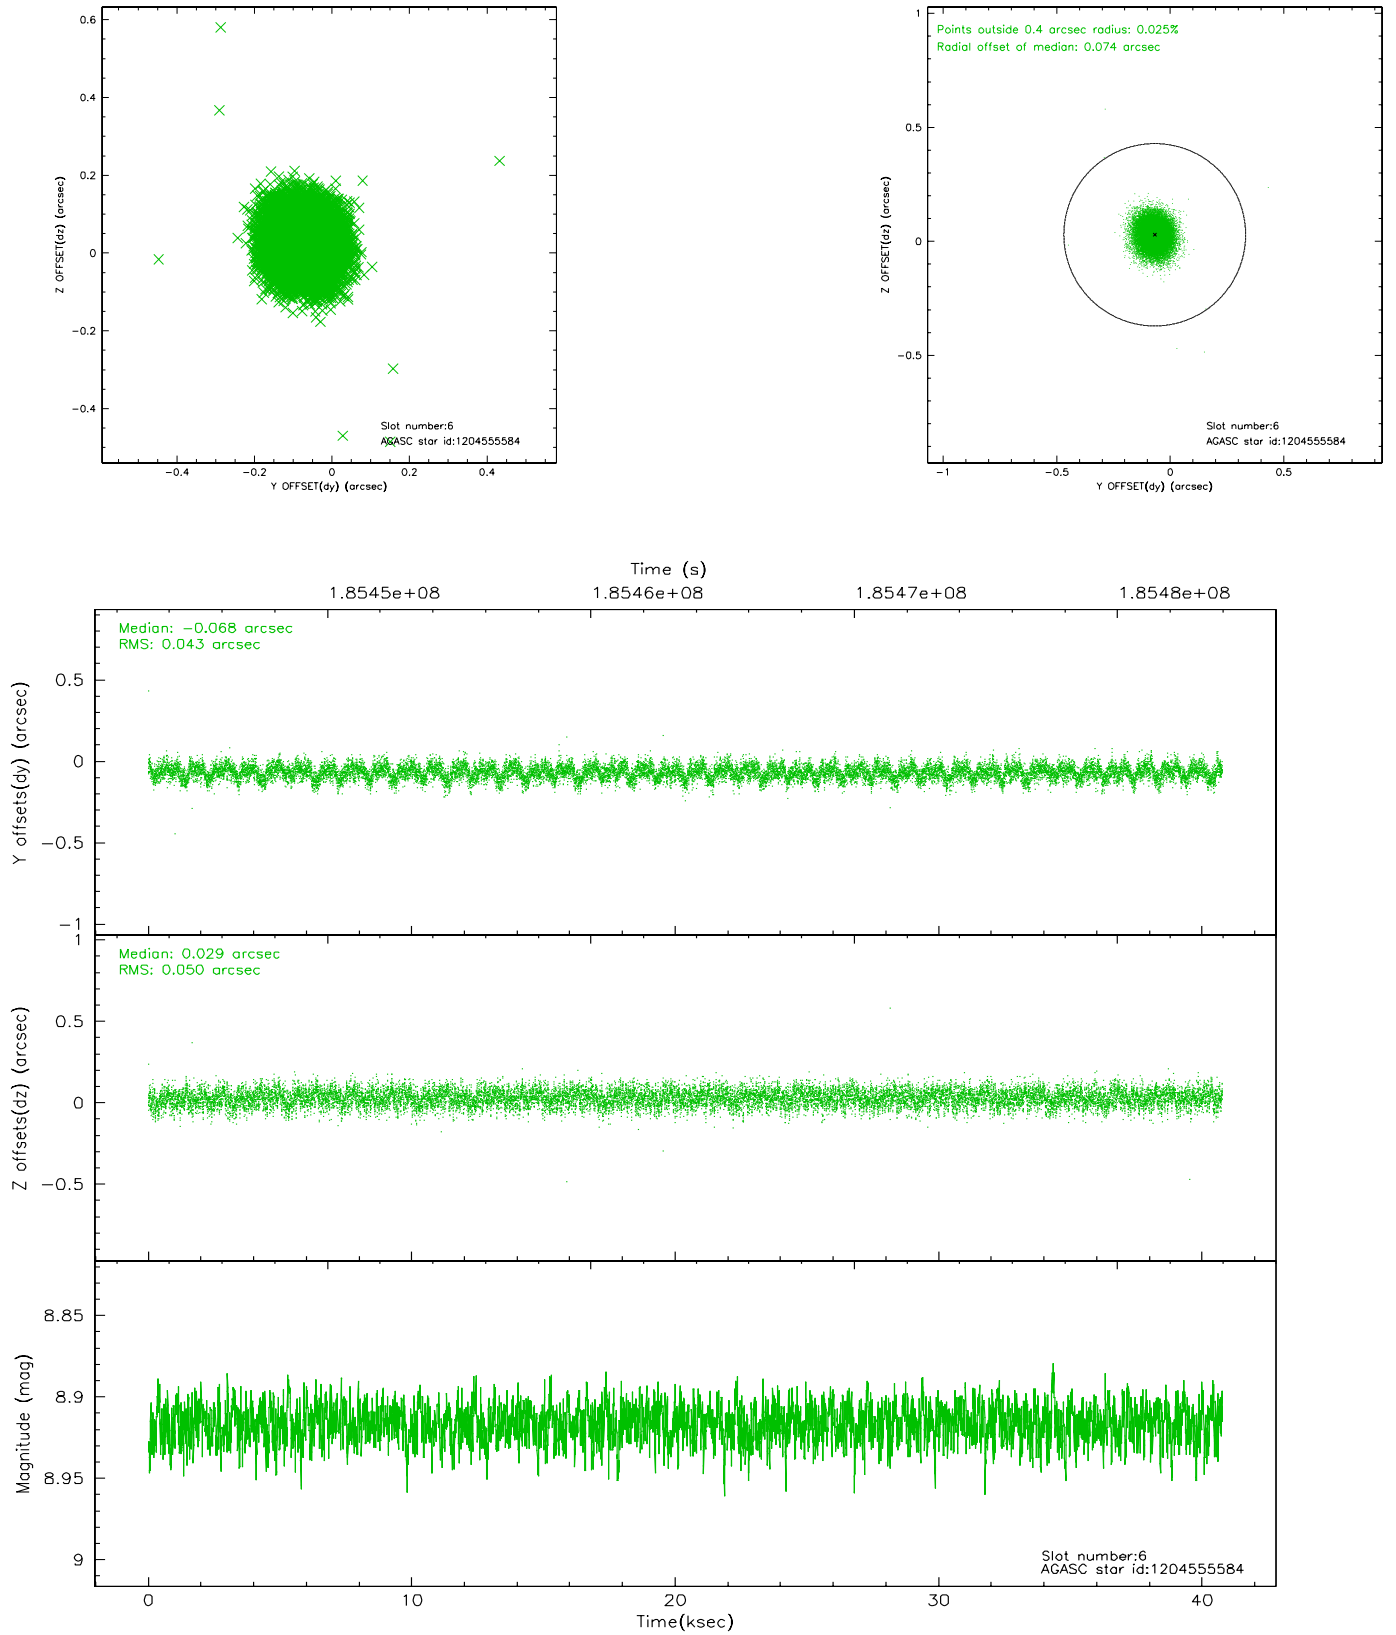 0.6
0.4
0.2
0
−0.2
−0.4
Z OFFSET(dz) (arcsec)
Slot number:6
AGASC star id:1204555584
−0.4 −0.2 0 0.2 0.4
Y OFFSET(dy) (arcsec)
1
0.5
0
−0.5
Z OFFSET(dz) (arcsec)
Points outside 0.4 arcsec radius: 0.025%
Radial offset of median: 0.074 arcsec
Slot number:6
AGASC star id:1204555584
−1 −0.5 0 0.5
Y OFFSET(dy) (arcsec)
Time (s)
1.8545e+08 1.8546e+08 1.8547e+08 1.8548e+08
Median: −0.068 arcsec
RMS: 0.043 arcsec
0.5
0
−0.5
−1
Y offsets(dy) (arcsec)
Median: 0.029 arcsec
RMS: 0.050 arcsec
1
0.5
0
−0.5
Z offsets(dz) (arcsec)
8.85
8.9
8.95
9
Magnitude (mag)
Slot number:6
AGASC star id:1204555584
0 10 20 30 40
Time(ksec)